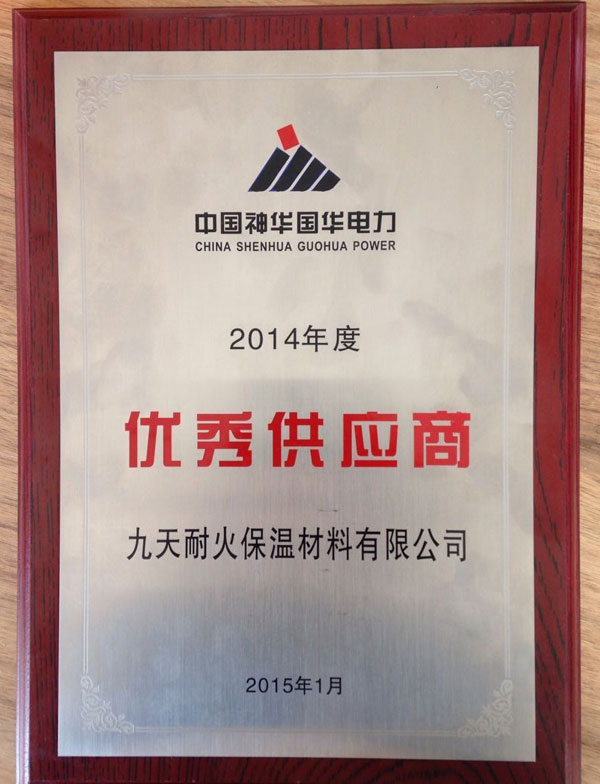 中国神华国华电力
CHINA SHENHUA GUOHUA POWER
2014年度
优秀供应商
九天耐火保温材料有限公司
2015年1月